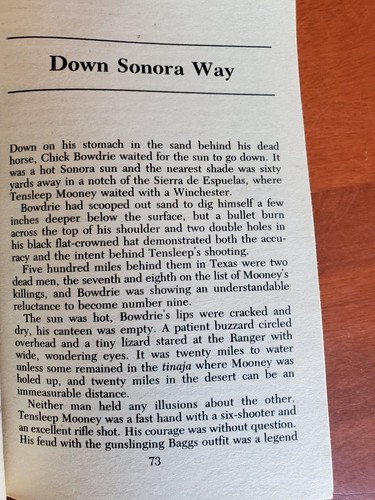 Down Sonora Way
Down on his stomach in the sand behind his dead
horse, Chick Bowdrie waited for the sun to go down. It
was a hot Sonora sun and the nearest shade was sixty
yards away in a notch of the Sierra de Espuelas, where
Tensleep Mooney waited with a Winchester.
Bowdrie had scooped out sand to dig himself a few
inches deeper below the surface, but a bullet burn
across the top of his shoulder and two double holes in
his black flat-crowned hat demonstrated both the accu-
racy and the intent behind Tensleep's shooting.
Five hundred miles behind them in Texas were two
dead men, the seventh and eighth on the list of Mooney's
killings, and Bowdrie was showing an understandable
reluctance to become number nine.
The sun was hot, Bowdrie's lips were cracked and
dry, his canteen was empty. A patient buzzard circled
overhead and a tiny lizard stared at the Ranger with
wide, wondering eyes. It was twenty miles to water
unless some remained in the tinaja where Mooney was
holed up, and twenty miles in the desert can be an
immeasurable distance.
Neither man held any illusions about the other.
Tensleep Mooney was a fast hand with a six-shooter and
an excellent rifle shot. His courage was without question.
His feud with the gunslinging Baggs outfit was a legend
73